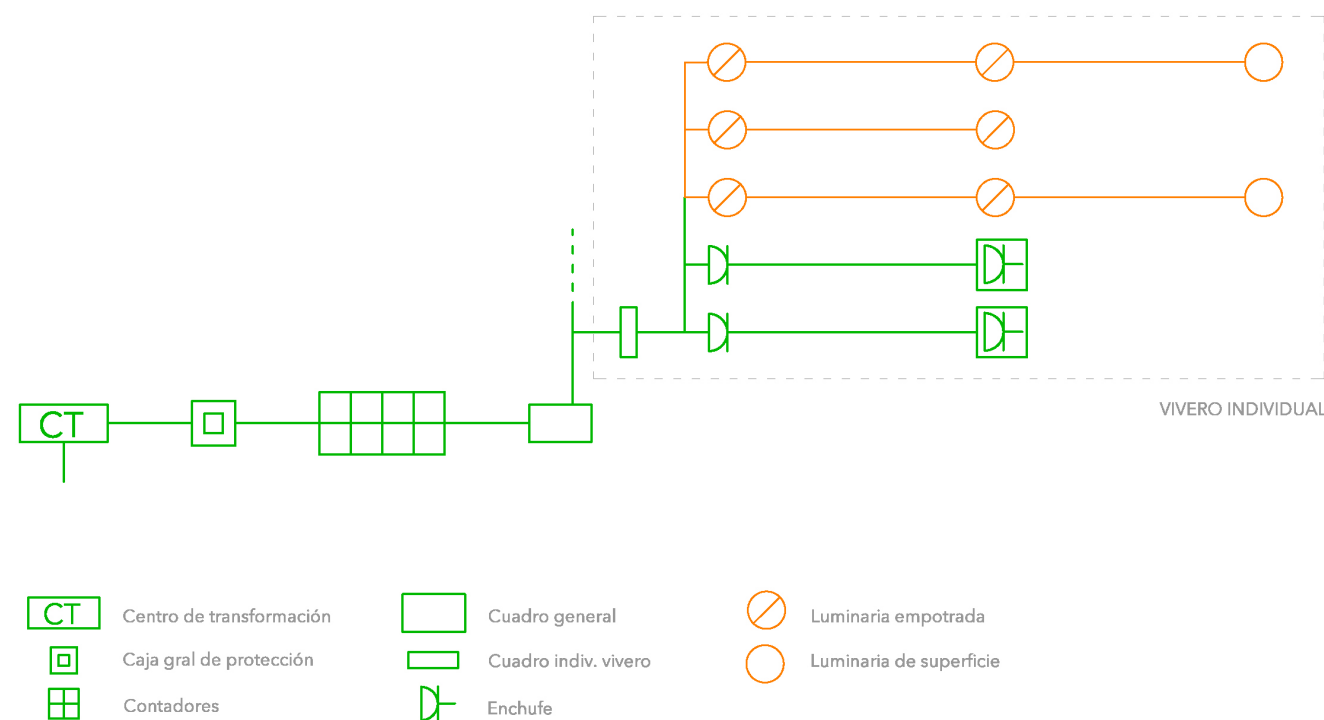 VIVERO INDIVIDUAL
CT
CT
Centro de transformación
Cuadro general
Luminaria empotrada
Caja gral de protección
Cuadro indiv. vivero
Luminaria de superficie
Contadores
Enchufe